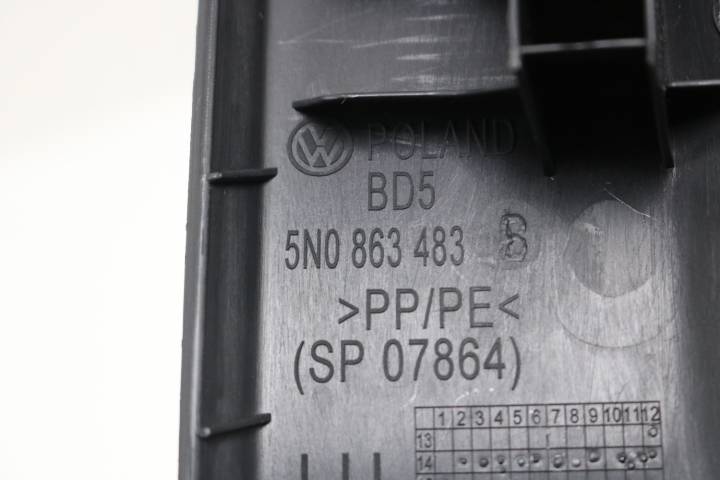 VW POLAND
BD5
5N0 863 483 B
>PP/PE<
(SP 07864)
1 2 3 4 5 6 7 8 9 10 11 12
13
14